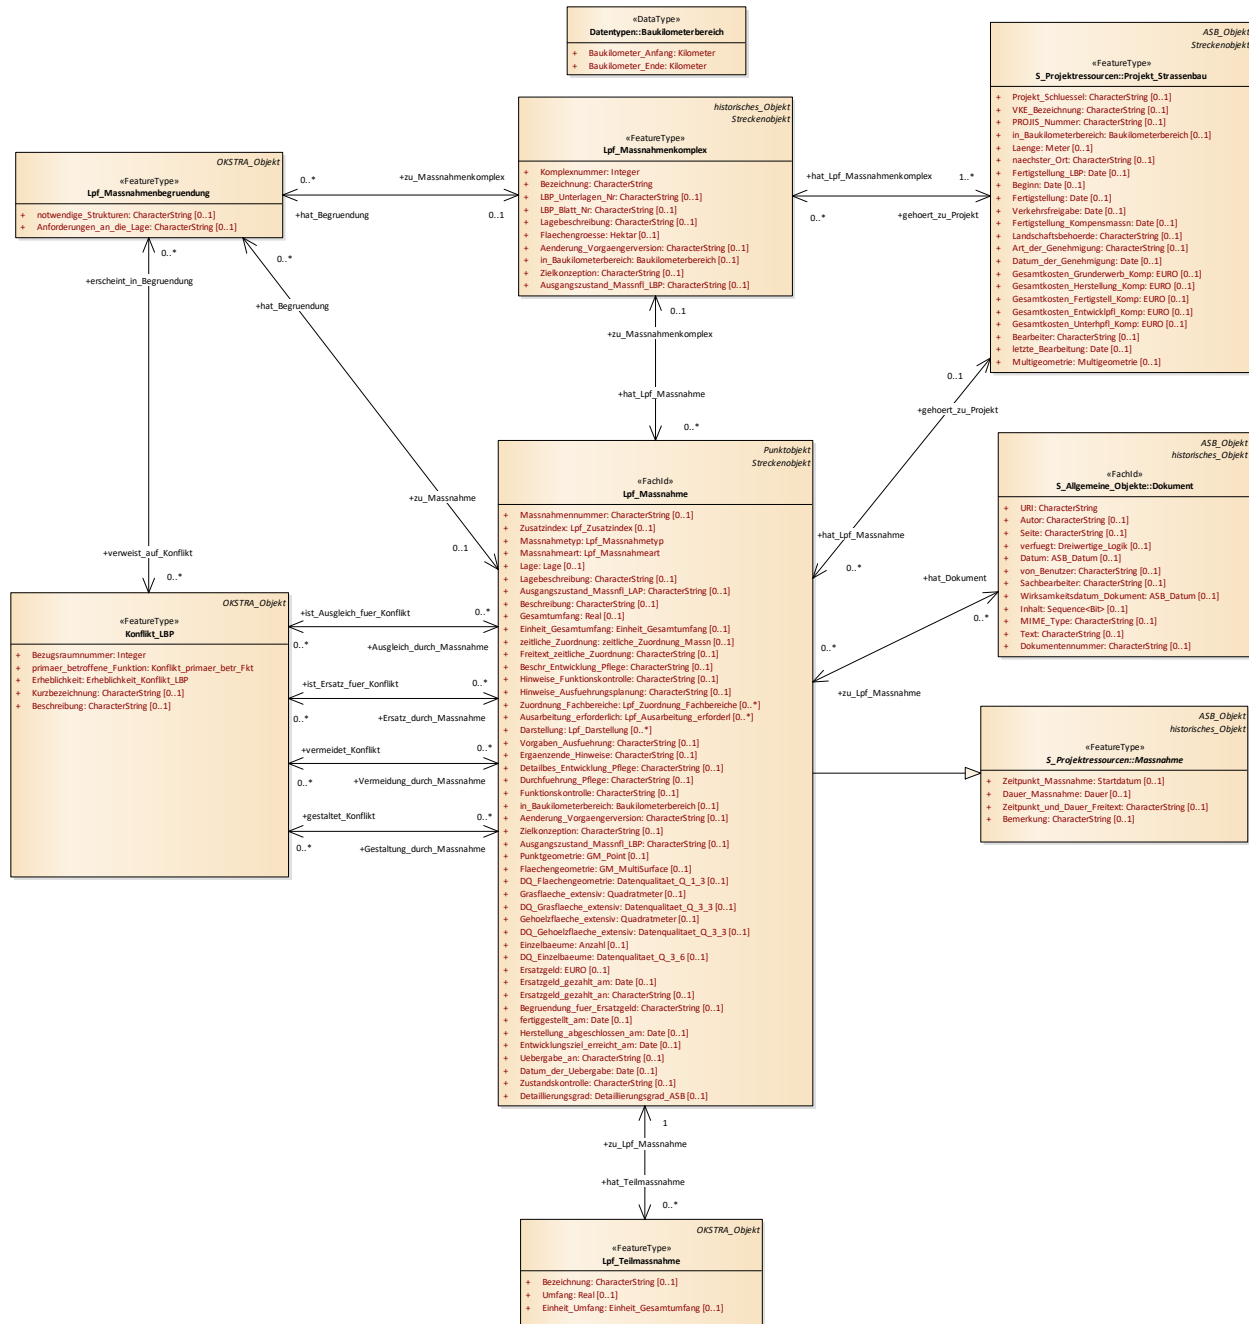 «DataType»
Datentypen::Baukilometerbereich
+ Baukilometer_Anfang: Kilometer
+ Baukilometer_Ende: Kilometer
ASB_Objekt
Streckenobjekt
«FeatureType»
S_Projektressourcen::Projekt_Strassenbau
+ Projekt_Schluessel: CharacterString [0..1]
+ VKE_Bezeichnung: CharacterString [0..1]
+ PROJIS_Nummer: CharacterString [0..1]
+ in_Baukilometerbereich: Baukilometerbereich [0..1]
+ Laenge: Meter [0..1]
+ naechster_Ort: CharacterString [0..1]
+ Fertigstellung_LBP: Date [0..1]
+ Beginn: Date [0..1]
+ Fertigstellung: Date [0..1]
+ Verkehrsfreigabe: Date [0..1]
+ Fertigstellung_Kompensmassn: Date [0..1]
+ Landschaftsbehoerde: CharacterString [0..1]
+ Art_der_Genehmigung: CharacterString [0..1]
+ Datum_der_Genehmigung: Date [0..1]
+ Gesamtkosten_Grunderwerb_Komp: EURO [0..1]
+ Gesamtkosten_Herstellung_Komp: EURO [0..1]
+ Gesamtkosten_Fertigstell_Komp: EURO [0..1]
+ Gesamtkosten_Entwicklpfl_Komp: EURO [0..1]
+ Gesamtkosten_Unterhpfl_Komp: EURO [0..1]
+ Bearbeiter: CharacterString [0..1]
+ letzte_Bearbeitung: Date [0..1]
+ Multigeometrie: Multigeometrie [0..1]
historisches_Objekt
Streckenobjekt
«FeatureType»
Lpf_Massnahmenkomplex
+ Komplexnummer: Integer
+ Bezeichnung: CharacterString
+ LBP_Unterlagen_Nr: CharacterString [0..1]
+ LBP_Blatt_Nr: CharacterString [0..1]
+ Lagebeschreibung: CharacterString [0..1]
+ Flaechengroesse: Hektar [0..1]
+ Aenderung_Vorgaengerversion: CharacterString [0..1]
+ in_Baukilometerbereich: Baukilometerbereich [0..1]
+ Zielkonzeption: CharacterString [0..1]
+ Ausgangszustand_Massnfl_LBP: CharacterString [0..1]
OKSTRA_Objekt
«FeatureType»
Lpf_Massnahmenbegruendung
+ notwendige_Strukturen: CharacterString [0..1]
+ Anforderungen_an_die_Lage: CharacterString [0..1]
0..*
+zu_Massnahmenkomplex
+hat_Begruendung
0..1
+hat_Lpf_Massnahmenkomplex
1..*
0..*
+gehoert_zu_Projekt
0..*
+erscheint_in_Begruendung
0..*
+hat_Begruendung
0..1
+zu_Massnahmenkomplex
+hat_Lpf_Massnahme
0..*
0..1
+gehoert_zu_Projekt
+hat_Lpf_Massnahme
0..*
+zu_Massnahme
0..1
+verweist_auf_Konflikt
0..*
Punktobjekt
Streckenobjekt
«FachId»
Lpf_Massnahme
+ Massnahmennummer: CharacterString [0..1]
+ Zusatzindex: Lpf_Zusatzindex [0..1]
+ Massnahmetyp: Lpf_Massnahmetyp
+ Massnahmeart: Lpf_Massnahmeart
+ Lage: Lage [0..1]
+ Lagebeschreibung: CharacterString [0..1]
+ Ausgangszustand_Massnfl_LAP: CharacterString [0..1]
+ Beschreibung: CharacterString [0..1]
+ Gesamtumfang: Real [0..1]
+ Einheit_Gesamtumfang: Einheit_Gesamtumfang [0..1]
+ zeitliche_Zuordnung: zeitliche_Zuordnung_Massn [0..1]
+ Freitext_zeitliche_Zuordnung: CharacterString [0..1]
+ Beschr_Entwicklung_Pflege: CharacterString [0..1]
+ Hinweise_Funktionskontrolle: CharacterString [0..1]
+ Hinweise_Ausfuehrungsplanung: CharacterString [0..1]
+ Zuordnung_Fachbereiche: Lpf_Zuordnung_Fachbereiche [0..*]
+ Ausarbeitung_erforderlich: Lpf_Ausarbeitung_erforderl [0..*]
+ Darstellung: Lpf_Darstellung [0..*]
+ Vorgaben_Ausfuehrung: CharacterString [0..1]
+ Ergaenzende_Hinweise: CharacterString [0..1]
+ Detailbes_Entwicklung_Pflege: CharacterString [0..1]
+ Durchfuehrung_Pflege: CharacterString [0..1]
+ Funktionskontrolle: CharacterString [0..1]
+ in_Baukilometerbereich: Baukilometerbereich [0..1]
+ Aenderung_Vorgaengerversion: CharacterString [0..1]
+ Zielkonzeption: CharacterString [0..1]
+ Ausgangszustand_Massnfl_LBP: CharacterString [0..1]
+ Punktgeometrie: GM_Point [0..1]
+ Flaechengeometrie: GM_MultiSurface [0..1]
+ DQ_Flaechengeometrie: Datenqualitaet_Q_1_3 [0..1]
+ Grasflaeche_extensiv: Quadratmeter [0..1]
+ DQ_Grasflaeche_extensiv: Datenqualitaet_Q_3_3 [0..1]
+ Gehoelzflaeche_extensiv: Quadratmeter [0..1]
+ DQ_Gehoelzflaeche_extensiv: Datenqualitaet_Q_3_3 [0..1]
+ Einzelbaeume: Anzahl [0..1]
+ DQ_Einzelbaeume: Datenqualitaet_Q_3_6 [0..1]
+ Ersatzgeld: EURO [0..1]
+ Ersatzgeld_gezahlt_am: Date [0..1]
+ Ersatzgeld_gezahlt_an: CharacterString [0..1]
+ Begruendung_fuer_Ersatzgeld: CharacterString [0..1]
+ fertiggestellt_am: Date [0..1]
+ Herstellung_abgeschlossen_am: Date [0..1]
+ Entwicklungsziel_erreicht_am: Date [0..1]
+ Uebergabe_an: CharacterString [0..1]
+ Datum_der_Uebergabe: Date [0..1]
+ Zustandskontrolle: CharacterString [0..1]
+ Detaillierungsgrad: Detaillierungsgrad_ASB [0..1]
ASB_Objekt
historisches_Objekt
«FachId»
S_Allgemeine_Objekte::Dokument
+ URI: CharacterString
+ Autor: CharacterString [0..1]
+ Seite: CharacterString [0..1]
+ verfuegt: Dreiwertige_Logik [0..1]
+ Datum: ASB_Datum [0..1]
+ von_Benutzer: CharacterString [0..1]
+ Sachbearbeiter: CharacterString [0..1]
+ Wirksamkeitsdatum_Dokument: ASB_Datum [0..1]
+ Inhalt: Sequence<Bit> [0..1]
+ MIME_Type: CharacterString [0..1]
+ Text: CharacterString [0..1]
+ Dokumentennummer: CharacterString [0..1]
+hat_Dokument
0..*
0..*
+zu_Lpf_Massnahme
OKSTRA_Objekt
«FeatureType»
Konflikt_LBP
+ Bezugsraumnummer: Integer
+ primaer_betroffene_Funktion: Konflikt_primaer_betr_Fkt
+ Erheblichkeit: Erheblichkeit_Konflikt_LBP
+ Kurzbezeichnung: CharacterString [0..1]
+ Beschreibung: CharacterString [0..1]
+ist_Ausgleich_fuer_Konflikt
0..*
0..*
+Ausgleich_durch_Massnahme
+ist_Ersatz_fuer_Konflikt
0..*
0..*
+Ersatz_durch_Massnahme
+vermeidet_Konflikt
0..*
0..*
+Vermeidung_durch_Massnahme
+gestaltet_Konflikt
0..*
0..*
+Gestaltung_durch_Massnahme
ASB_Objekt
historisches_Objekt
«FeatureType»
S_Projektressourcen::Massnahme
+ Zeitpunkt_Massnahme: Startdatum [0..1]
+ Dauer_Massnahme: Dauer [0..1]
+ Zeitpunkt_und_Dauer_Freitext: CharacterString [0..1]
+ Bemerkung: CharacterString [0..1]
1
+zu_Lpf_Massnahme
+hat_Teilmassnahme
0..*
OKSTRA_Objekt
«FeatureType»
Lpf_Teilmassnahme
+ Bezeichnung: CharacterString [0..1]
+ Umfang: Real [0..1]
+ Einheit_Umfang: Einheit_Gesamtumfang [0..1]